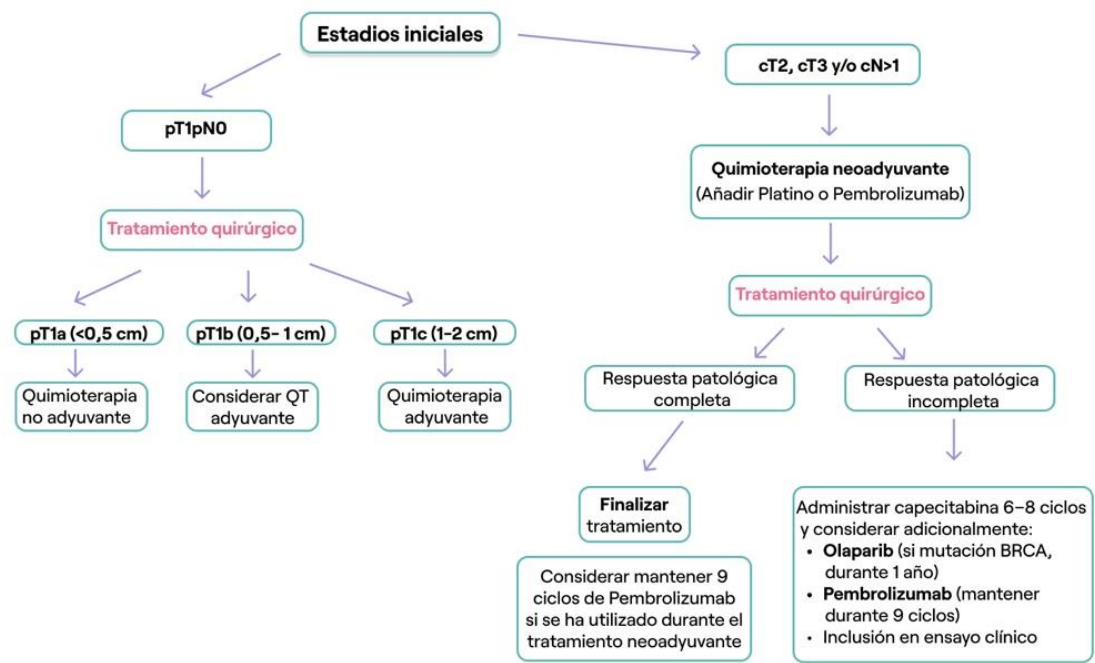 Estadios iniciales
cT2, cT3 y/o cN>1
pT1pN0
Quimioterapia neoadyuvante
(Añadir Platino o Pembrolizumab)
Tratamiento quirúrgico
Tratamiento quirúrgico
pT1a (<0,5 cm)
pT1b (0,5- 1 cm)
pT1c (1-2 cm)
Quimioterapia
no adyuvante
Considerar QT
adyuvante
Quimioterapia
adyuvante
Respuesta patológica
completa
Respuesta patológica
incompleta
Finalizar
tratamiento
Considerar mantener 9
ciclos de Pembrolizumab
si se ha utilizado durante el
tratamiento neoadyuvante
Administrar capecitabina 6–8 ciclos
y considerar adicionalmente:
• Olaparib (si mutación BRCA,
durante 1 año)
• Pembrolizumab (mantener
durante 9 ciclos)
• Inclusión en ensayo clínico